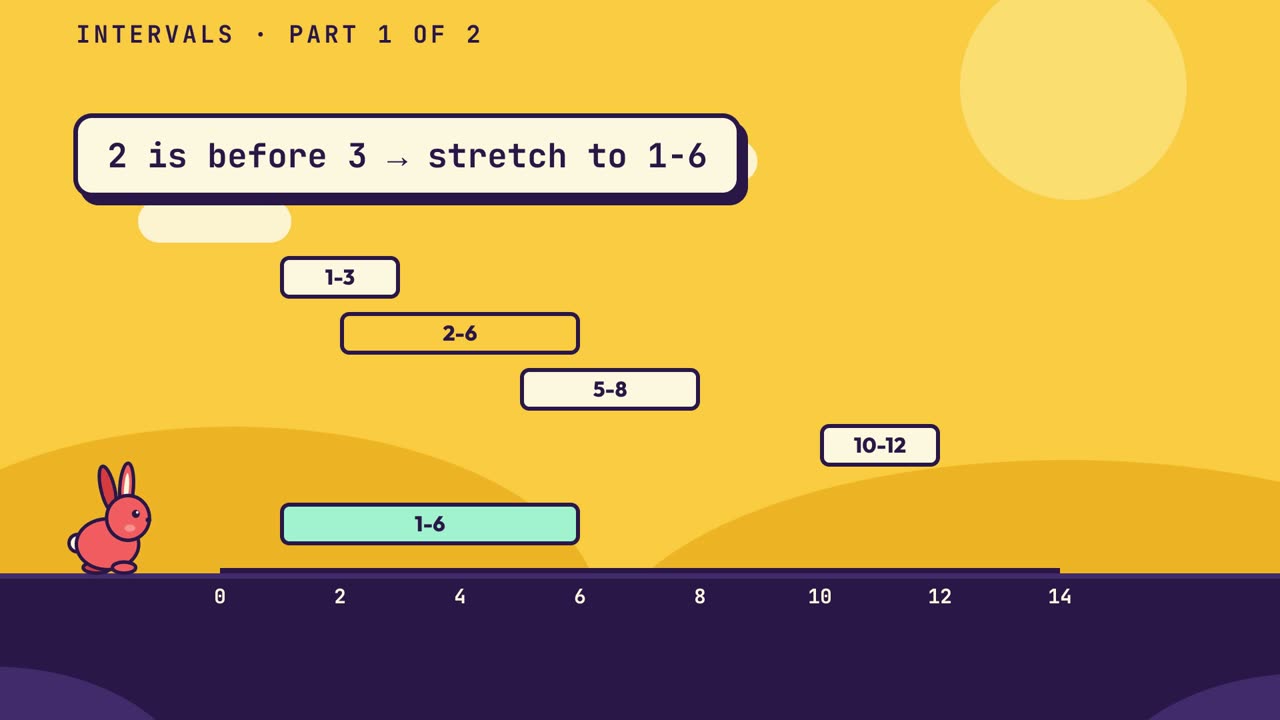 INTERVALS · PART 1 OF 2
2 is before 3 → stretch to 1-6
1-3
2-6
5-8
10-12
1-6
0 2 4 6 8 10 12 14